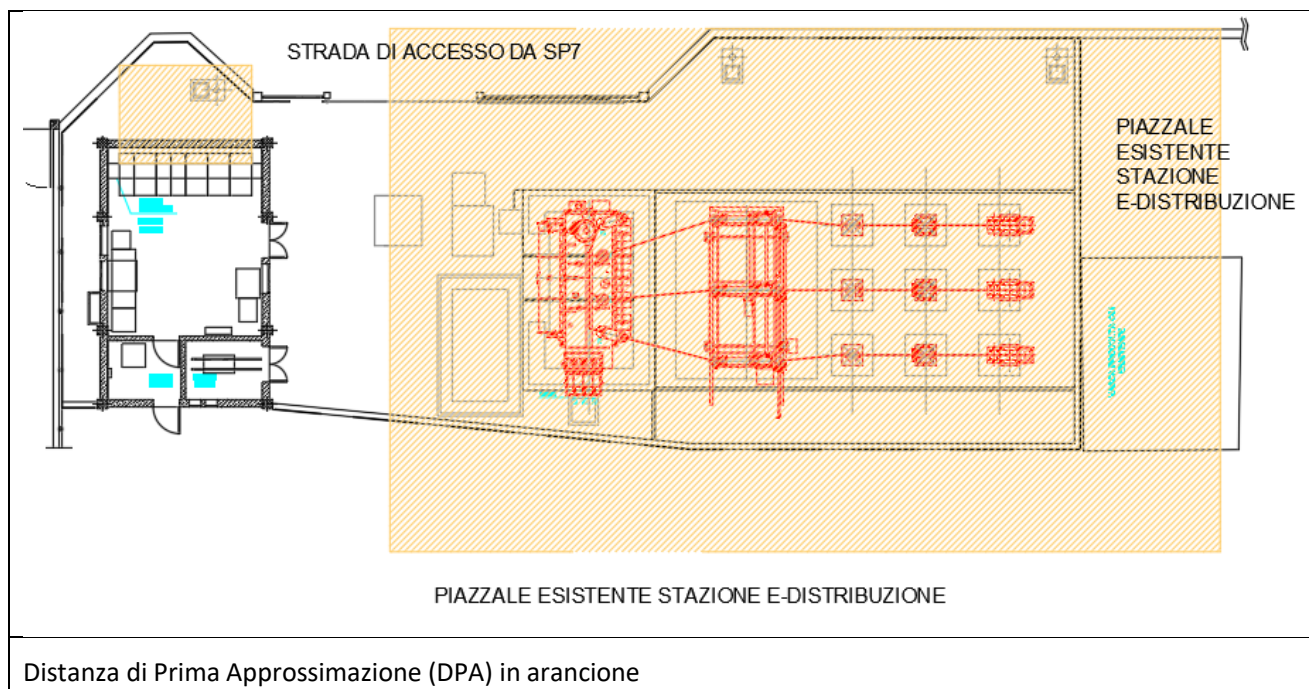 STRADA DI ACCESSO DA SP7
PIAZZALE
ESISTENTE
STAZIONE
E-DISTRIBUZIONE
PIAZZALE ESISTENTE STAZIONE E-DISTRIBUZIONE
Distanza di Prima Approssimazione (DPA) in arancione